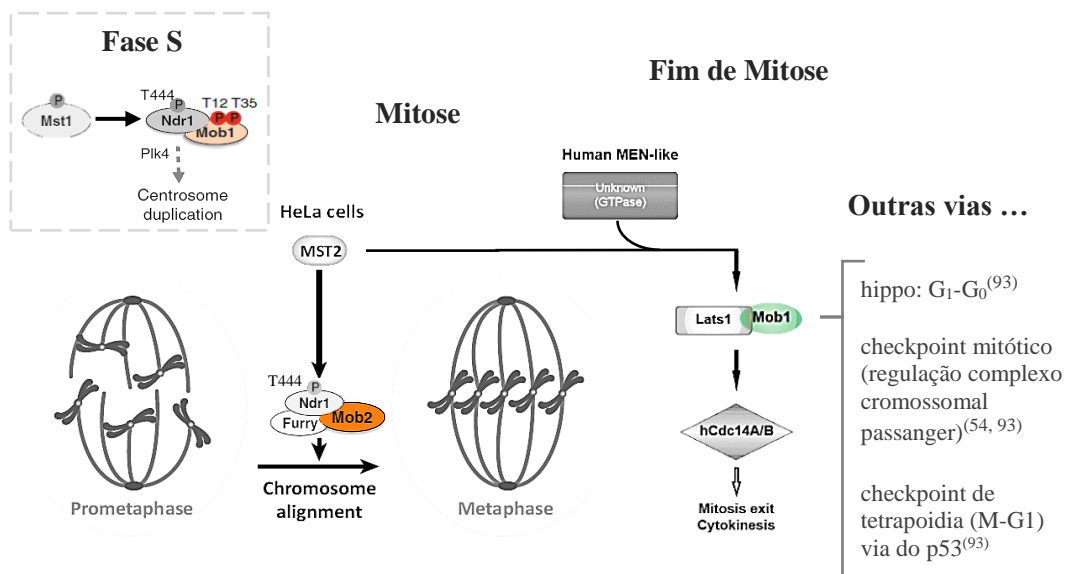 Fase S
P
Mst1
T444
P
Ndr1
T12 T35
P P
Mob1
Plk4
Centrosome
duplication
Mitose
HeLa cells
MST2
T444
P
Ndr1
Furry
Mob2
Chromosome
alignment
Prometaphase
Metaphase
Fim de Mitose
Human MEN-like
Unknown
(GTPase)
Lats1
Mob1
hCdc14A/B
Mitosis exit
Cytokinesis
Outras vias ...
hippo: G₁-G₀⁽⁹³⁾
checkpoint mitótico
(regulação complexo
cromossomal
passanger)⁽⁵⁴, ⁹³⁾
checkpoint de
tetrapoidia (M-G1)
via do p53⁽⁹³⁾